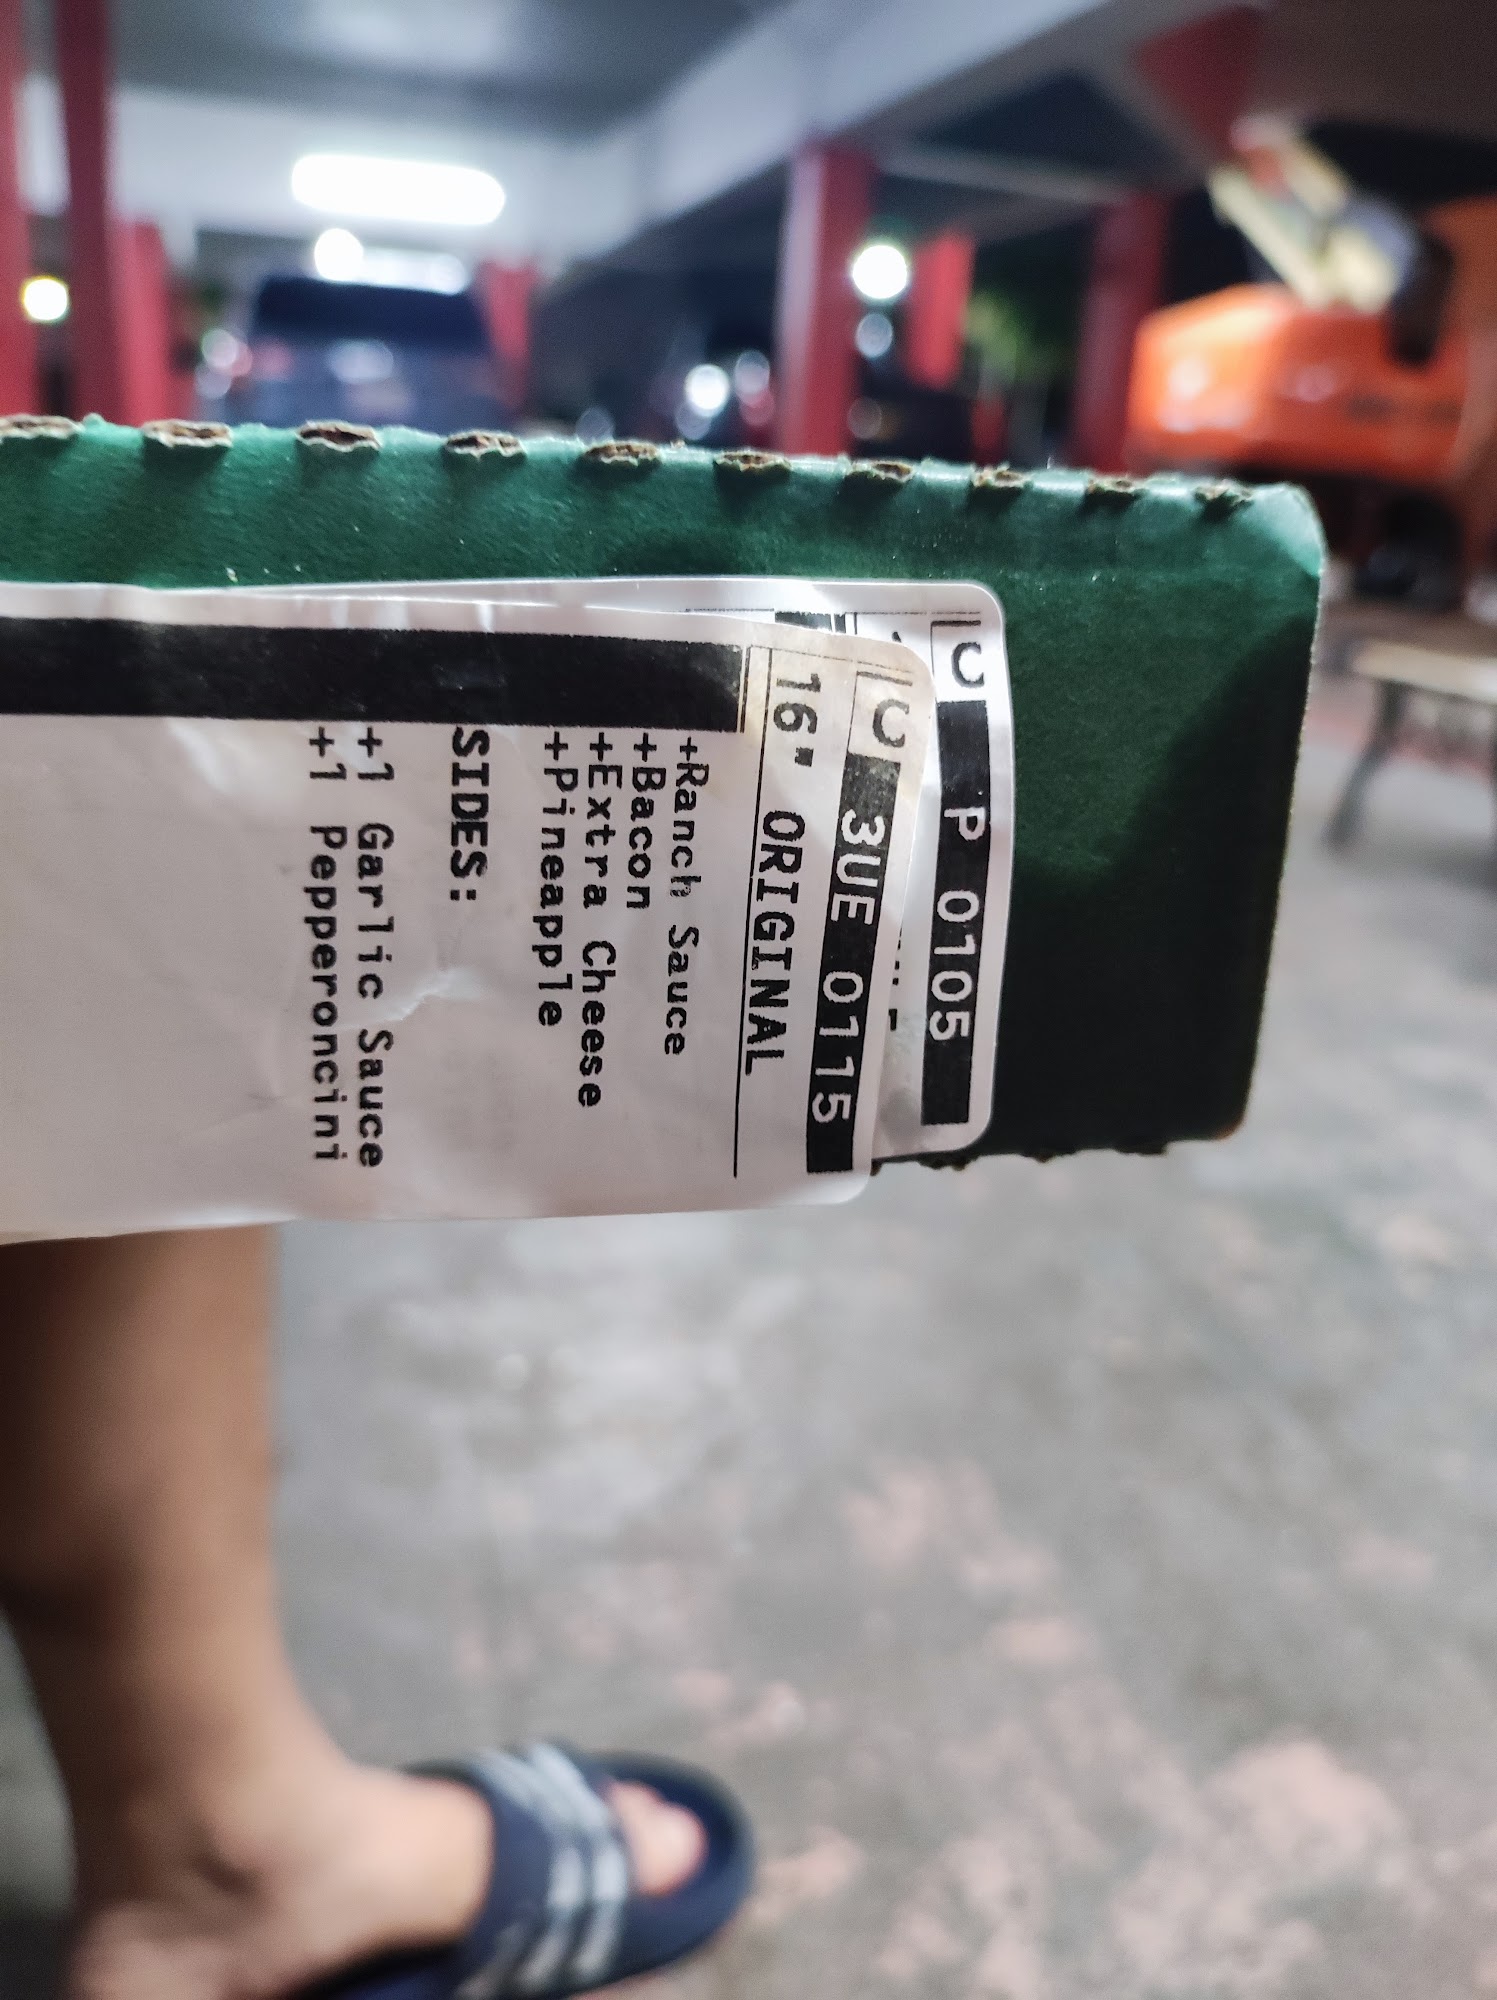 C P 0105
C 3UE 0115
16" ORIGINAL
+Ranch Sauce
+Bacon
+Extra Cheese
+Pineapple
SIDES:
+1 Garlic Sauce
+1 Pepperoncini